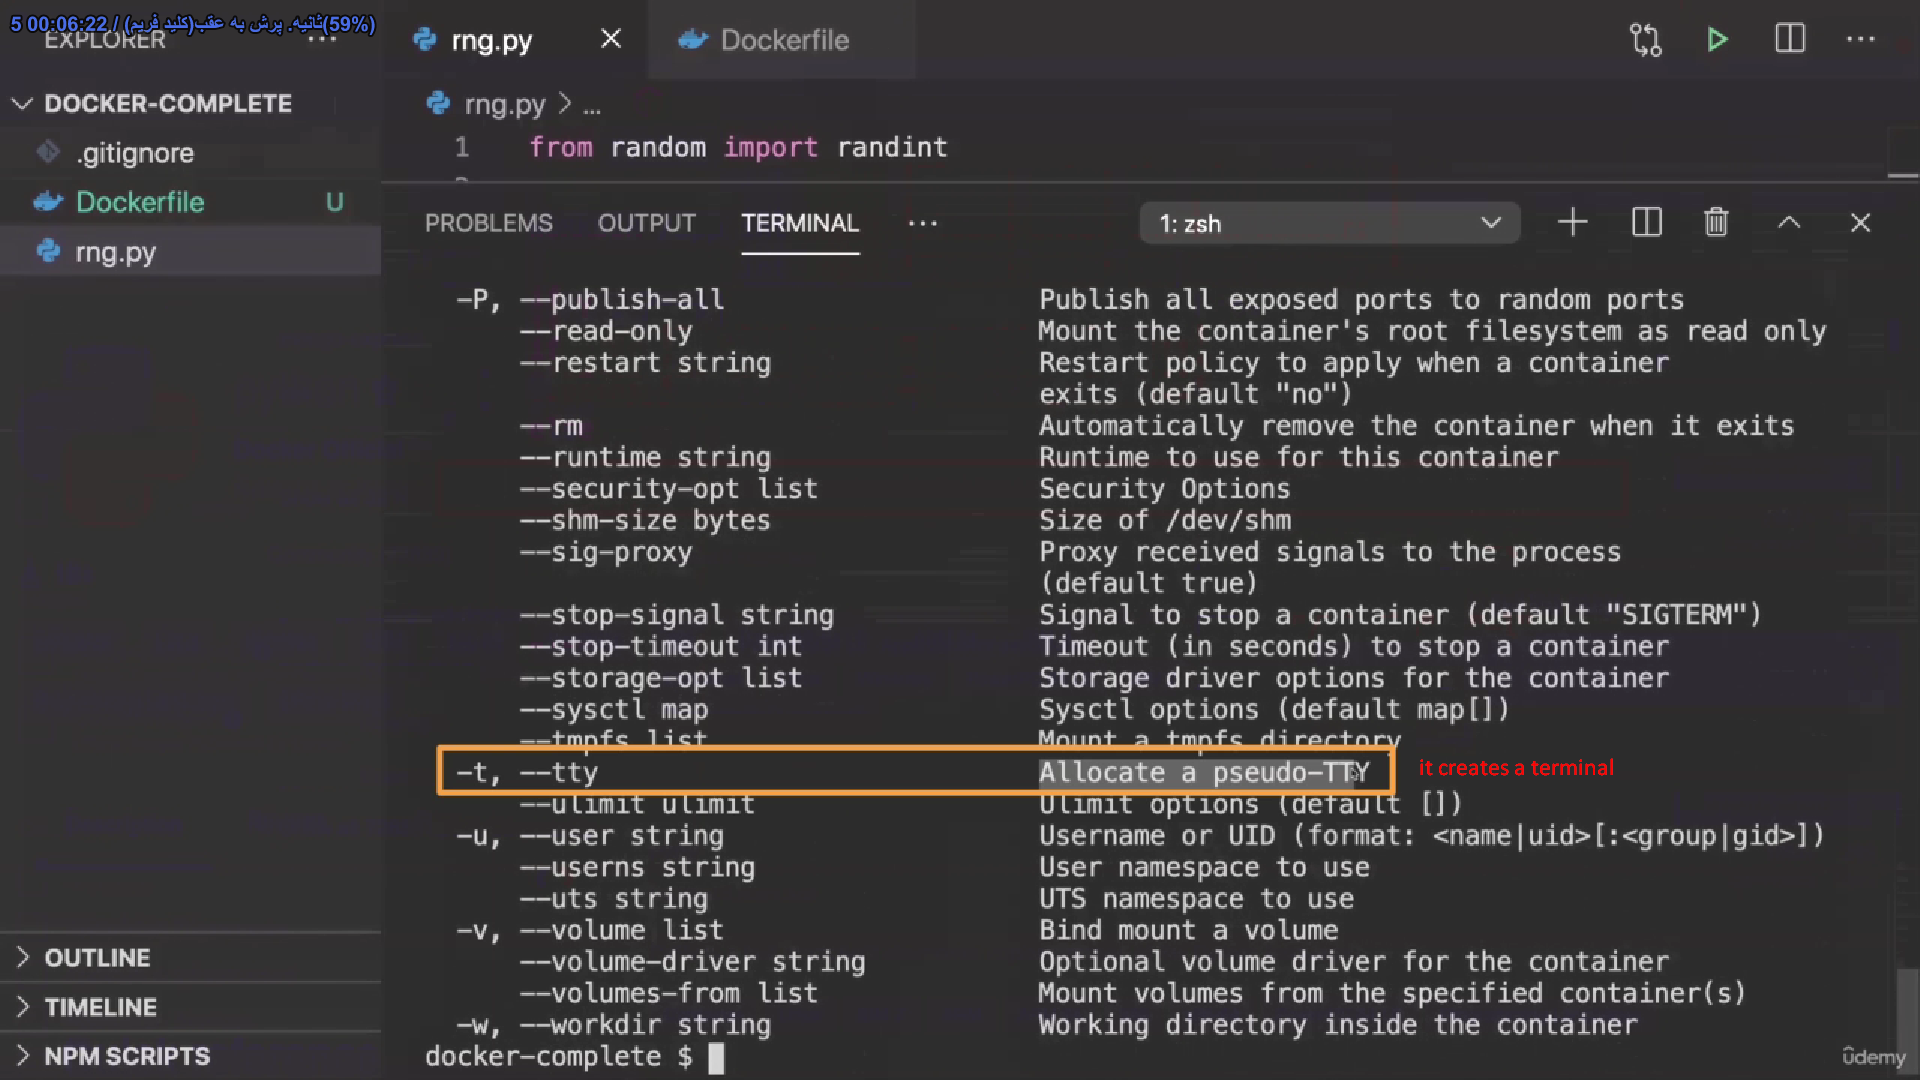 5 ثانیه. پرش به عقب(کلید فریم) 00:06:22 / (59%)
EXPLORER ...
rng.py
Dockerfile
DOCKER-COMPLETE
.gitignore
Dockerfile U
rng.py
rng.py > ...
1 from random import randint
PROBLEMS OUTPUT TERMINAL ... 1: zsh
-P, --publish-all Publish all exposed ports to random ports
--read-only Mount the container's root filesystem as read only
--restart string Restart policy to apply when a container
exits (default "no")
--rm Automatically remove the container when it exits
--runtime string Runtime to use for this container
--security-opt list Security Options
--shm-size bytes Size of /dev/shm
--sig-proxy Proxy received signals to the process
(default true)
--stop-signal string Signal to stop a container (default "SIGTERM")
--stop-timeout int Timeout (in seconds) to stop a container
--storage-opt list Storage driver options for the container
--sysctl map Sysctl options (default map[])
--tmpfs list Mount a tmpfs directory
-t, --tty Allocate a pseudo-TTY it creates a terminal
--ulimit ulimit Ulimit options (default [])
-u, --user string Username or UID (format: <name|uid>[:<group|gid>])
--userns string User namespace to use
--uts string UTS namespace to use
-v, --volume list Bind mount a volume
--volume-driver string Optional volume driver for the container
--volumes-from list Mount volumes from the specified container(s)
-w, --workdir string Working directory inside the container
docker-complete $
OUTLINE
TIMELINE
NPM SCRIPTS
ûdemy